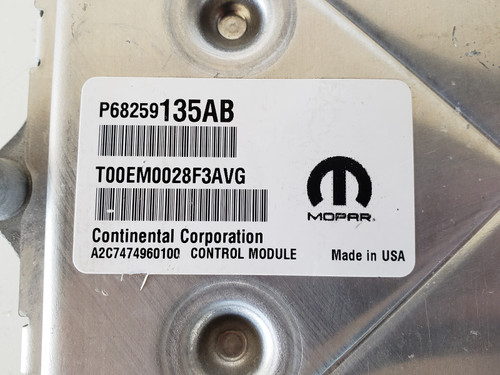 P68259135AB
T00EM0028F3AVG
MOPAR
Continental Corporation
A2C7474960100 CONTROL MODULE
Made in USA